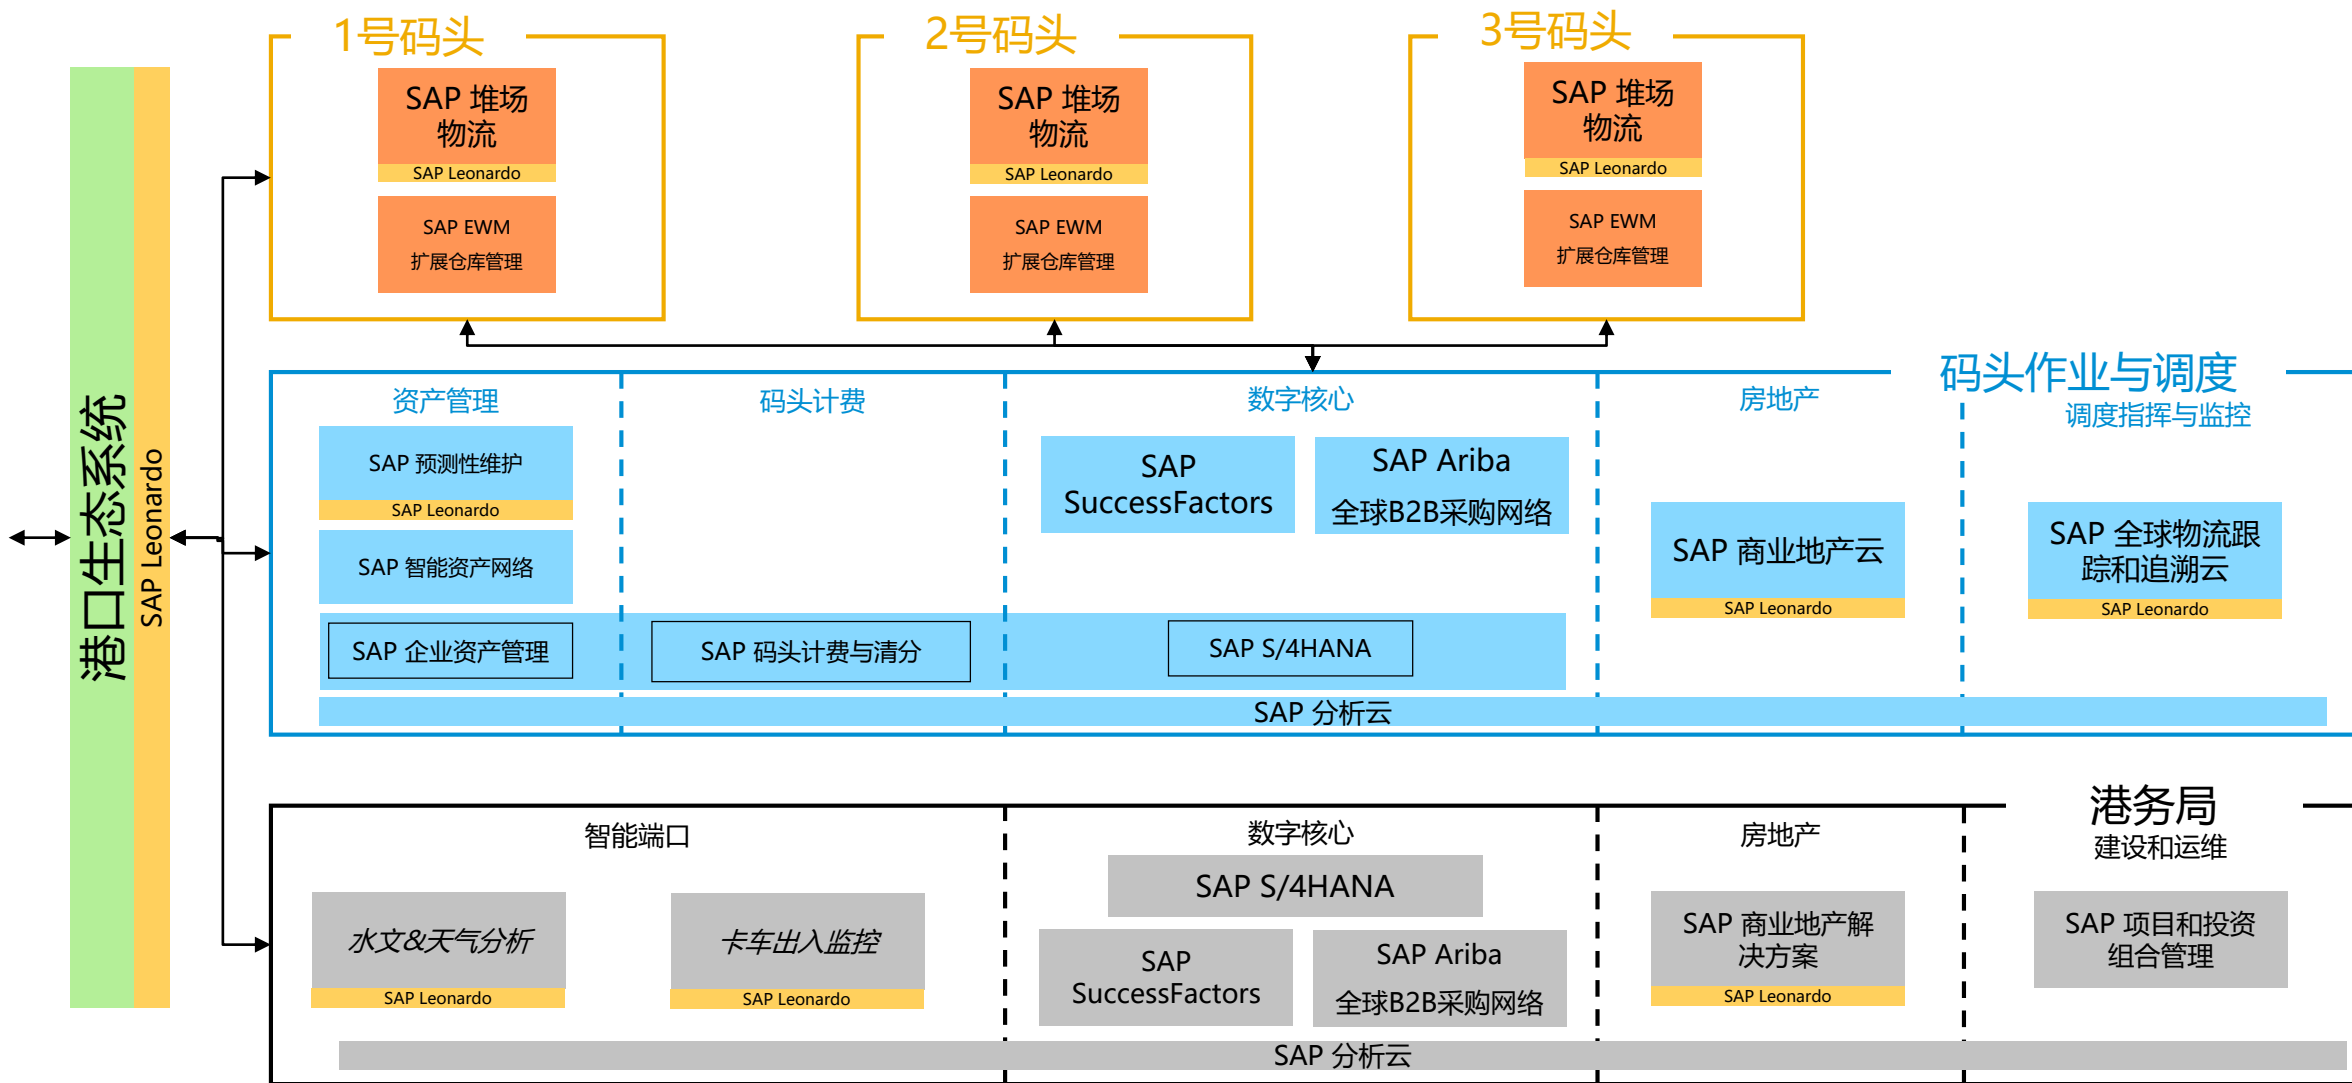 1号码头
SAP 堆场
物流
SAP Leonardo
SAP EWM
扩展仓库管理
2号码头
SAP 堆场
物流
SAP Leonardo
SAP EWM
扩展仓库管理
3号码头
SAP 堆场
物流
SAP Leonardo
SAP EWM
扩展仓库管理
港口生态系统
SAP Leonardo
码头作业与调度
资产管理
SAP 预测性维护
SAP Leonardo
SAP 智能资产网络
SAP 企业资产管理
码头计费
SAP 码头计费与清分
数字核心
SAP
SuccessFactors
SAP Ariba
全球B2B采购网络
SAP S/4HANA
房地产
SAP 商业地产云
SAP Leonardo
调度指挥与监控
SAP 全球物流跟
踪和追溯云
SAP Leonardo
SAP 分析云
港务局
智能端口
水文&天气分析
SAP Leonardo
卡车出入监控
SAP Leonardo
数字核心
SAP S/4HANA
SAP
SuccessFactors
SAP Ariba
全球B2B采购网络
房地产
SAP 商业地产解
决方案
SAP Leonardo
建设和运维
SAP 项目和投资
组合管理
SAP 分析云